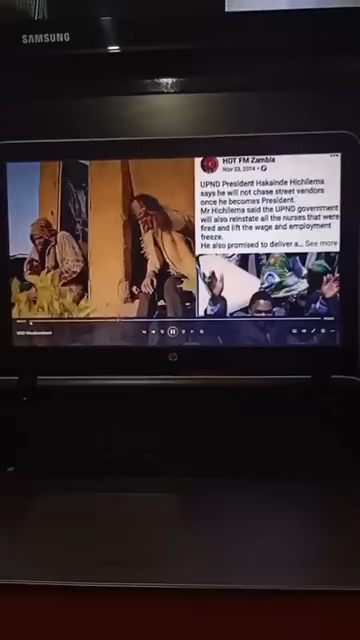 SAMSUNG
HOT FM Zambia
Nov 23, 2014
UPND President Hakainde Hichilema
says he will not chase street vendors
once he becomes President.
Mr Hichilema said the UPND government
will also reinstate all the nurses that were
fired and lift the wage and employment
freeze.
He also promised to deliver a... See more
hp